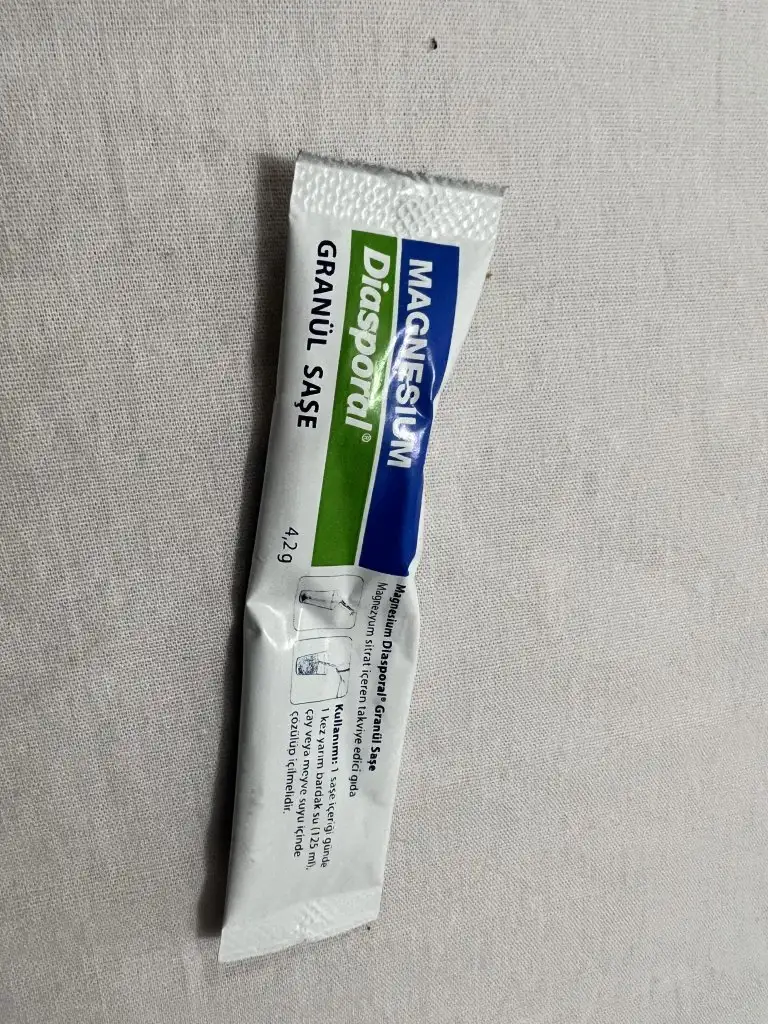 MAGNESIUM
Diasporal®
GRANÜL SAŞE
4,2 g
Magnesium Diasporal® Granül Saşe
Magnezyum sitrat içeren takviye edici gıda
Kullanımı: 1 saşe içeriği günde
1 kez yarım bardak su (125 ml),
çay veya meyve suyu içinde
çözülüp içilmelidir.